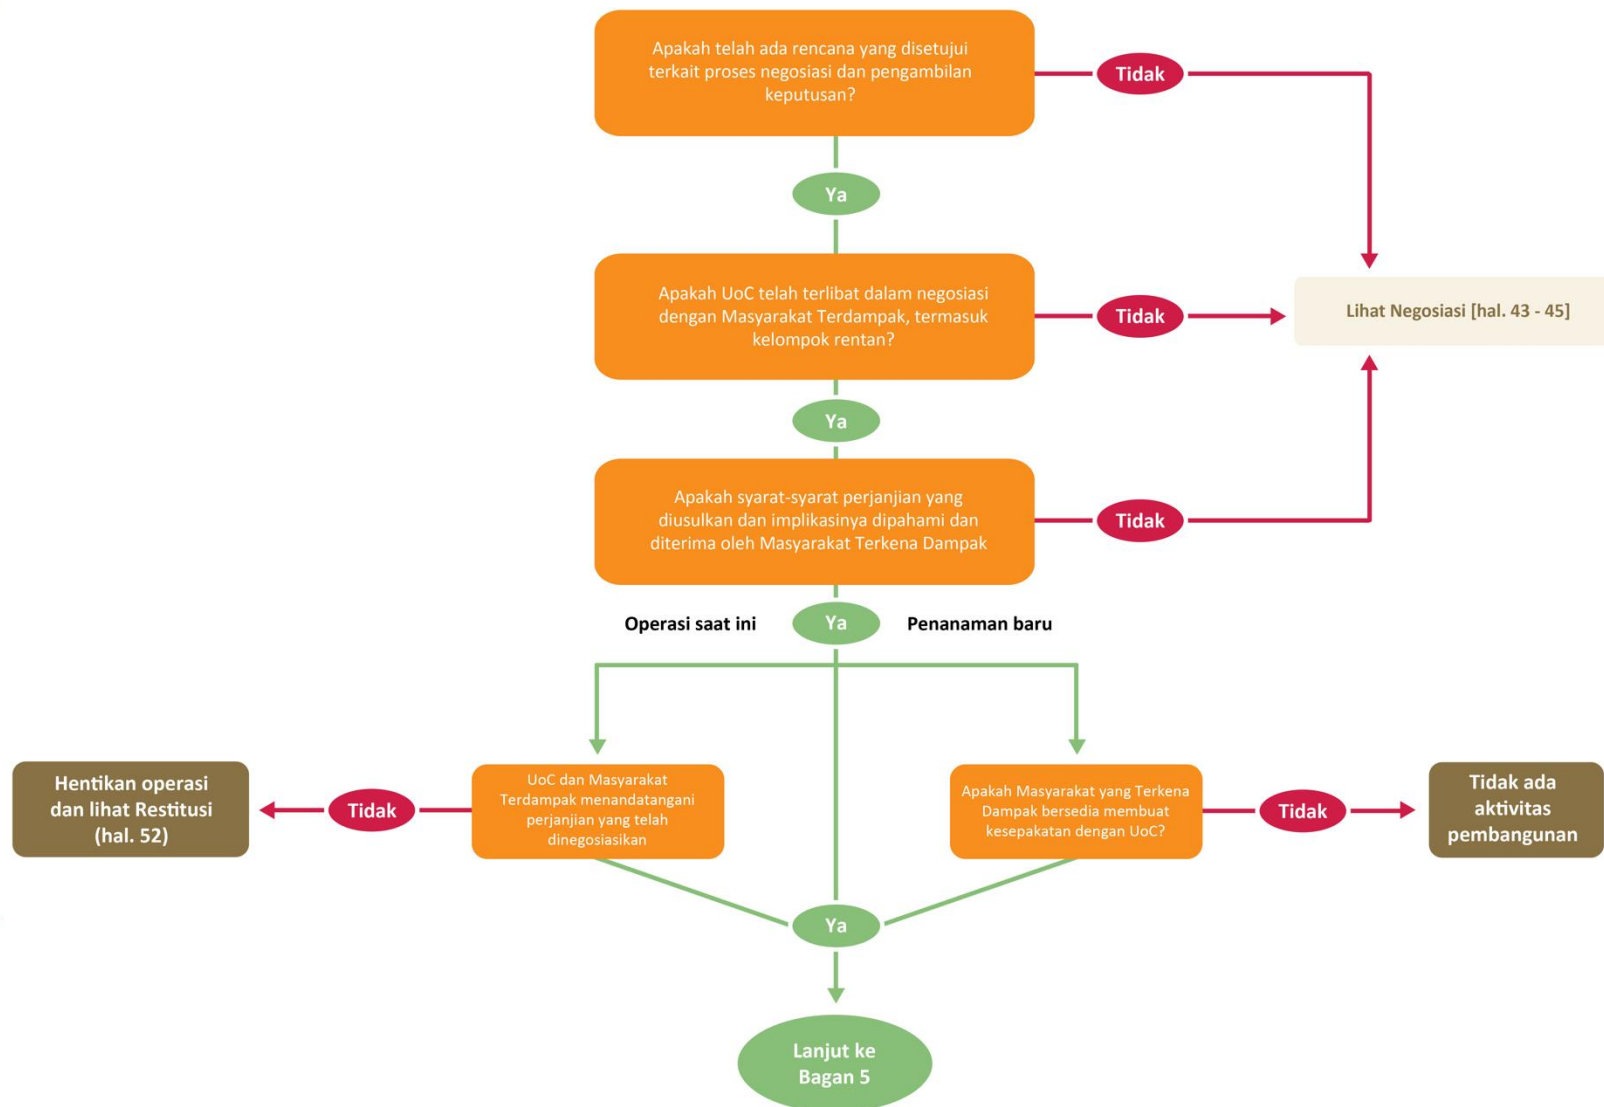 Apakah telah ada rencana yang disetujui
terkait proses negosiasi dan pengambilan
keputusan?
Tidak
Ya
Apakah UoC telah terlibat dalam negosiasi
dengan Masyarakat Terdampak, termasuk
kelompok rentan?
Tidak
Lihat Negosiasi [hal. 43 - 45]
Ya
Apakah syarat-syarat perjanjian yang
diusulkan dan implikasinya dipahami dan
diterima oleh Masyarakat Terkena Dampak
Tidak
Operasi saat ini
Ya
Penanaman baru
Hentikan operasi
dan lihat Restitusi
(hal. 52)
Tidak
UoC dan Masyarakat
Terdampak menandatangani
perjanjian yang telah
dinegosiasikan
Apakah Masyarakat yang Terkena
Dampak bersedia membuat
kesepakatan dengan UoC?
Tidak
Tidak ada
aktivitas
pembangunan
Ya
Lanjut ke
Bagan 5